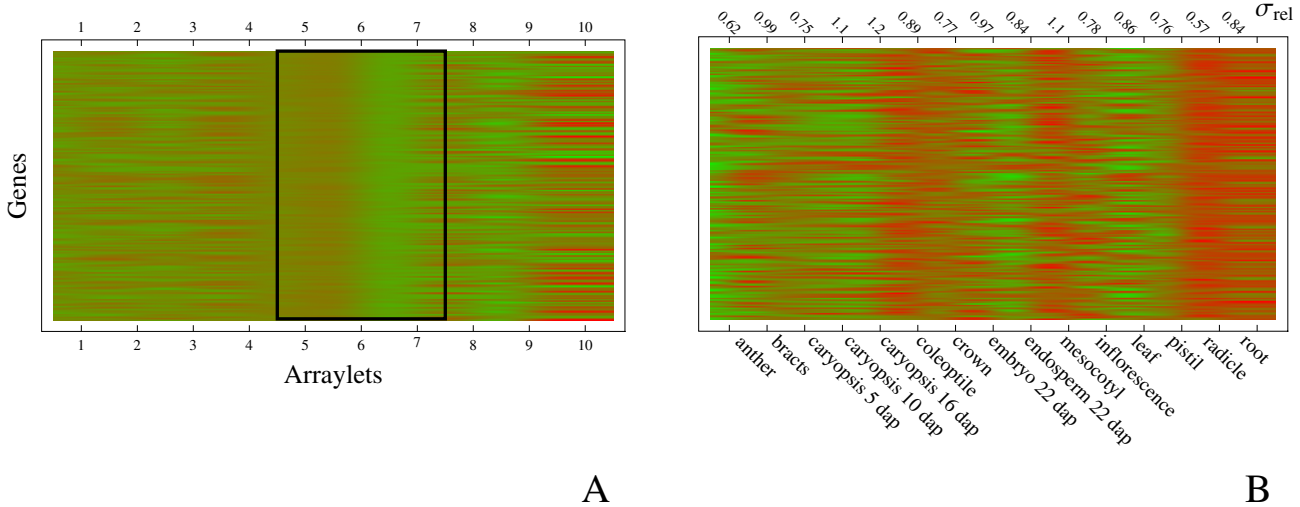 1 2 3 4 5 6 7 8 9 10
Genes
1 2 3 4 5 6 7 8 9 10
Arraylets
A
0.62 0.99 0.75 1.1 1.2 0.89 0.77 0.97 0.84 1.1 0.78 0.86 0.76 0.57 0.84 σrel
anther
bracts
caryopsis 5 dap
caryopsis 10 dap
caryopsis 16 dap
coleoptile
crown
embryo 22 dap
endosperm 22 dap
mesocotyl
inflorescence
leaf
pistil
radicle
root
B